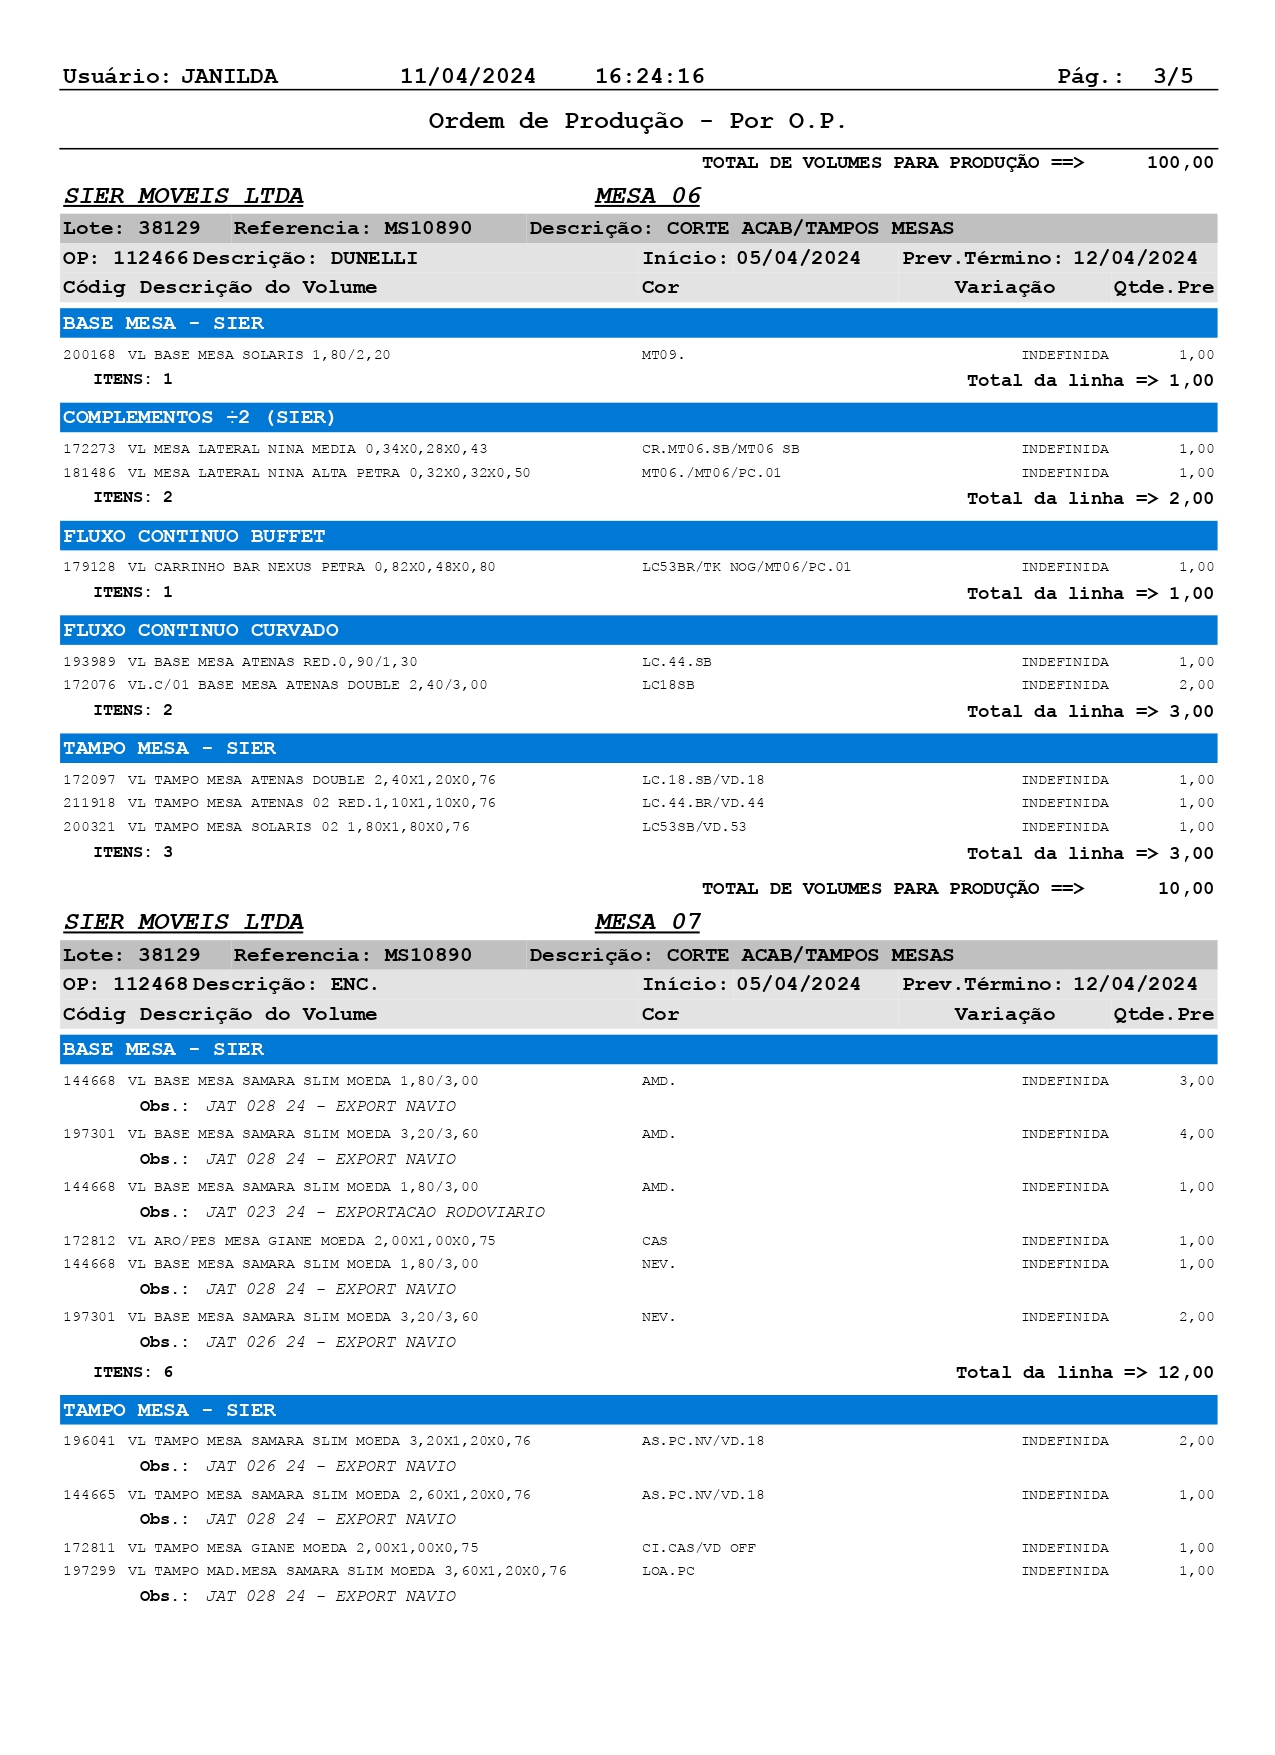 Usuário: JANILDA 11/04/2024 16:24:16 Pág.: 3/5
Ordem de Produção - Por O.P.
TOTAL DE VOLUMES PARA PRODUÇÃO ==> 100,00
SIER MOVEIS LTDA MESA 06
Lote: 38129 Referencia: MS10890 Descrição: CORTE ACAB/TAMPOS MESAS
OP: 112466 Descrição: DUNELLI Início: 05/04/2024 Prev.Término: 12/04/2024
Códig Descrição do Volume Cor Variação Qtde.Pre
BASE MESA - SIER
200168 VL BASE MESA SOLARIS 1,80/2,20 MT09. INDEFINIDA 1,00
ITENS: 1 Total da linha => 1,00
COMPLEMENTOS ÷2 (SIER)
172273 VL MESA LATERAL NINA MEDIA 0,34X0,28X0,43 CR.MT06.SB/MT06 SB INDEFINIDA 1,00
181486 VL MESA LATERAL NINA ALTA PETRA 0,32X0,32X0,50 MT06./MT06/PC.01 INDEFINIDA 1,00
ITENS: 2 Total da linha => 2,00
FLUXO CONTINUO BUFFET
179128 VL CARRINHO BAR NEXUS PETRA 0,82X0,48X0,80 LC53BR/TK NOG/MT06/PC.01 INDEFINIDA 1,00
ITENS: 1 Total da linha => 1,00
FLUXO CONTINUO CURVADO
193989 VL BASE MESA ATENAS RED.0,90/1,30 LC.44.SB INDEFINIDA 1,00
172076 VL.C/01 BASE MESA ATENAS DOUBLE 2,40/3,00 LC18SB INDEFINIDA 2,00
ITENS: 2 Total da linha => 3,00
TAMPO MESA - SIER
172097 VL TAMPO MESA ATENAS DOUBLE 2,40X1,20X0,76 LC.18.SB/VD.18 INDEFINIDA 1,00
211918 VL TAMPO MESA ATENAS 02 RED.1,10X1,10X0,76 LC.44.BR/VD.44 INDEFINIDA 1,00
200321 VL TAMPO MESA SOLARIS 02 1,80X1,80X0,76 LC53SB/VD.53 INDEFINIDA 1,00
ITENS: 3 Total da linha => 3,00
TOTAL DE VOLUMES PARA PRODUÇÃO ==> 10,00
SIER MOVEIS LTDA MESA 07
Lote: 38129 Referencia: MS10890 Descrição: CORTE ACAB/TAMPOS MESAS
OP: 112468 Descrição: ENC. Início: 05/04/2024 Prev.Término: 12/04/2024
Códig Descrição do Volume Cor Variação Qtde.Pre
BASE MESA - SIER
144668 VL BASE MESA SAMARA SLIM MOEDA 1,80/3,00 AMD. INDEFINIDA 3,00
Obs.: JAT 028 24 - EXPORT NAVIO
197301 VL BASE MESA SAMARA SLIM MOEDA 3,20/3,60 AMD. INDEFINIDA 4,00
Obs.: JAT 028 24 - EXPORT NAVIO
144668 VL BASE MESA SAMARA SLIM MOEDA 1,80/3,00 AMD. INDEFINIDA 1,00
Obs.: JAT 023 24 - EXPORTACAO RODOVIARIO
172812 VL ARO/PES MESA GIANE MOEDA 2,00X1,00X0,75 CAS INDEFINIDA 1,00
144668 VL BASE MESA SAMARA SLIM MOEDA 1,80/3,00 NEV. INDEFINIDA 1,00
Obs.: JAT 028 24 - EXPORT NAVIO
197301 VL BASE MESA SAMARA SLIM MOEDA 3,20/3,60 NEV. INDEFINIDA 2,00
Obs.: JAT 026 24 - EXPORT NAVIO
ITENS: 6 Total da linha => 12,00
TAMPO MESA - SIER
196041 VL TAMPO MESA SAMARA SLIM MOEDA 3,20X1,20X0,76 AS.PC.NV/VD.18 INDEFINIDA 2,00
Obs.: JAT 026 24 - EXPORT NAVIO
144665 VL TAMPO MESA SAMARA SLIM MOEDA 2,60X1,20X0,76 AS.PC.NV/VD.18 INDEFINIDA 1,00
Obs.: JAT 028 24 - EXPORT NAVIO
172811 VL TAMPO MESA GIANE MOEDA 2,00X1,00X0,75 CI.CAS/VD OFF INDEFINIDA 1,00
197299 VL TAMPO MAD.MESA SAMARA SLIM MOEDA 3,60X1,20X0,76 LOA.PC INDEFINIDA 1,00
Obs.: JAT 028 24 - EXPORT NAVIO